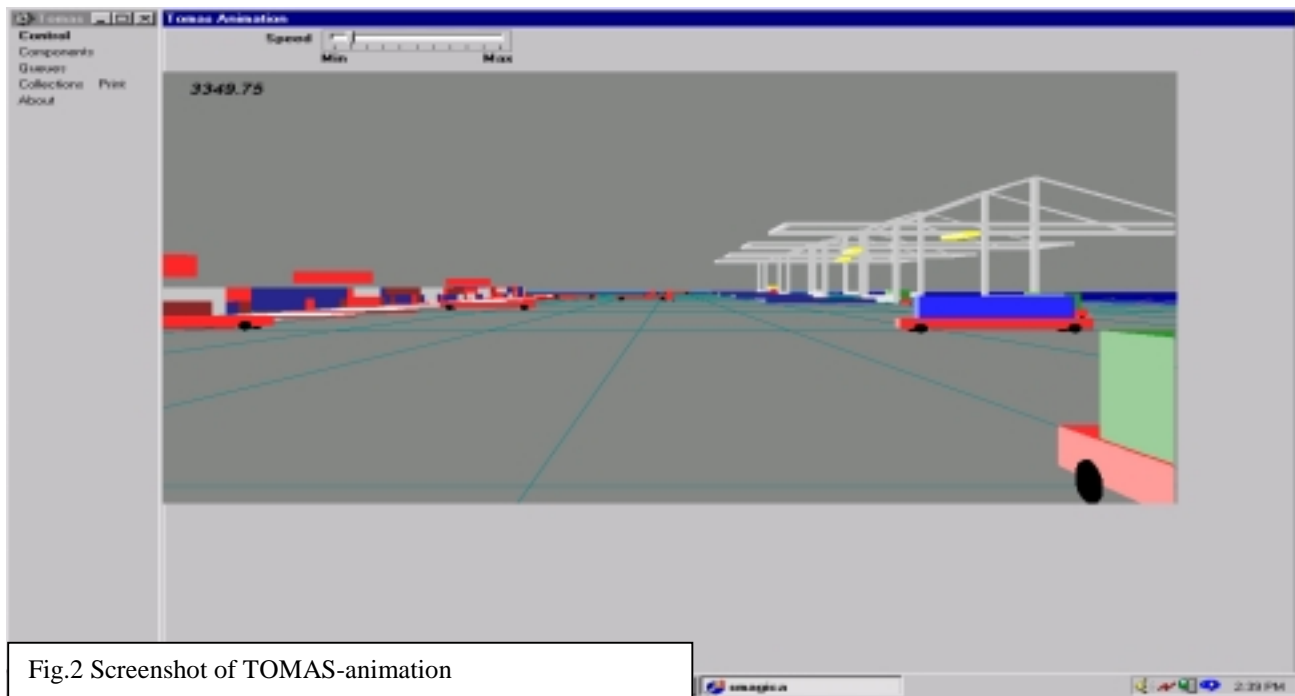 Tomas
Tomas Animation
Control
Components
Queues
Collections Print
About
Speed
Min Max
3349.75
Fig.2 Screenshot of TOMAS-animation
2:39 PM